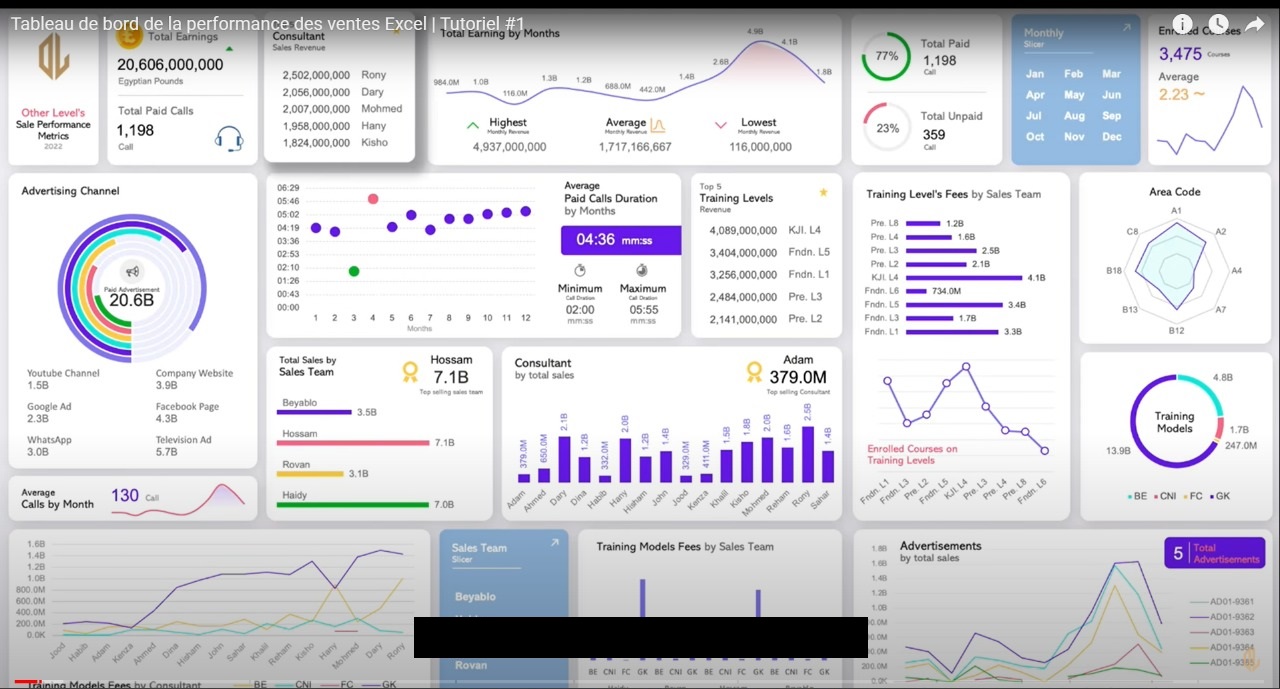 Tableau de bord de la performance des ventes Excel | Tutoriel #1
Other Level's
Sale Performance
Metrics
2022
Total Earnings
20,606,000,000
Egyptian Pounds
Total Paid Calls
1,198
Call
Consultant
Sales Revenue
2,502,000,000 Rony
2,056,000,000 Dary
2,007,000,000 Mohmed
1,958,000,000 Hany
1,824,000,000 Kisho
Total Earning by Months
984.0M 1.0B 116.0M 1.3B 1.2B 688.0M 442.0M 1.4B 2.6B 4.9B 4.1B 1.8B
Highest
Monthly Revenue
4,937,000,000
Average
Monthly Revenue
1,717,166,667
Lowest
Monthly Revenue
116,000,000
77%
Total Paid
1,198
Call
23%
Total Unpaid
359
Call
Monthly
Slicer
Jan Feb Mar
Apr May Jun
Jul Aug Sep
Oct Nov Dec
Enrolled Courses
3,475 Courses
Average
2.23 ~
Advertising Channel
Paid Advertisement
20.6B
Youtube Channel
1.5B
Company Website
3.9B
Google Ad
2.3B
Facebook Page
4.3B
WhatsApp
3.0B
Television Ad
5.7B
06:29
05:46
05:02
04:19
03:36
02:53
02:10
01:26
00:43
00:00
1 2 3 4 5 6 7 8 9 10 11 12
Months
Average
Paid Calls Duration
by Months
04:36 mm:ss
Minimum
Call Dration
02:00
mm:ss
Maximum
Call Dration
05:55
mm:ss
Top 5
Training Levels
Revenue
4,089,000,000 KJI. L4
3,404,000,000 Fndn. L5
3,256,000,000 Fndn. L1
2,484,000,000 Pre. L3
2,141,000,000 Pre. L2
Training Level's Fees by Sales Team
Pre. L8 1.2B
Pre. L4 1.6B
Pre. L3 2.5B
Pre. L2 2.1B
KJI. L4 4.1B
Fndn. L6 734.0M
Fndn. L5 3.4B
Fndn. L3 1.7B
Fndn. L1 3.3B
Enrolled Courses on
Training Levels
Fndn. L1 Fndn. L3 Pre. L2 Fndn. L5 KJI. L4 Pre. L3 Pre. L4 Pre. L8 Fndn. L6
Area Code
A1
A2
A4
A7
B12
B13
B18
C8
Training
Models
4.8B
1.7B
247.0M
13.9B
BE CNI FC GK
Total Sales by
Sales Team
Hossam
7.1B
Top selling sales team
Beyablo
3.5B
Hossam
7.1B
Rovan
3.1B
Haidy
7.0B
Consultant
by total sales
Adam
379.0M
Top selling Consultant
379.0M 650.0M 2.1B 1.2B 332.0M 2.0B 1.2B 1.4B 329.0M 411.0M 1.5B 1.8B 2.0B 1.6B 2.5B 1.4B
Adam Ahmed Dary Dina Habib Hany Hisham John Jood Kenza Khalil Kisho Mohmed Reham Rony Sahar
Average
Calls by Month
130 Call
1.6B
1.4B
1.2B
1.0B
800.0M
600.0M
400.0M
200.0M
0.0K
Jood Habib Adam Kenza Ahmed Dina Hisham John Sahar Khalil Reham Kisho Hany Mohmed Dary Rony
Training Models Fees by Consultant
BE CNI FC GK
Sales Team
Slicer
Beyablo
Rovan
Training Models Fees by Sales Team
BE CNI FC GK BE CNI FC GK BE CNI FC GK BE CNI FC GK
Advertisements
by total sales
5 Total
Advertisements
1.8B
1.6B
1.4B
1.2B
1.0B
200.0M
AD01-9361
AD01-9362
AD01-9363
AD01-9364
AD01-9365